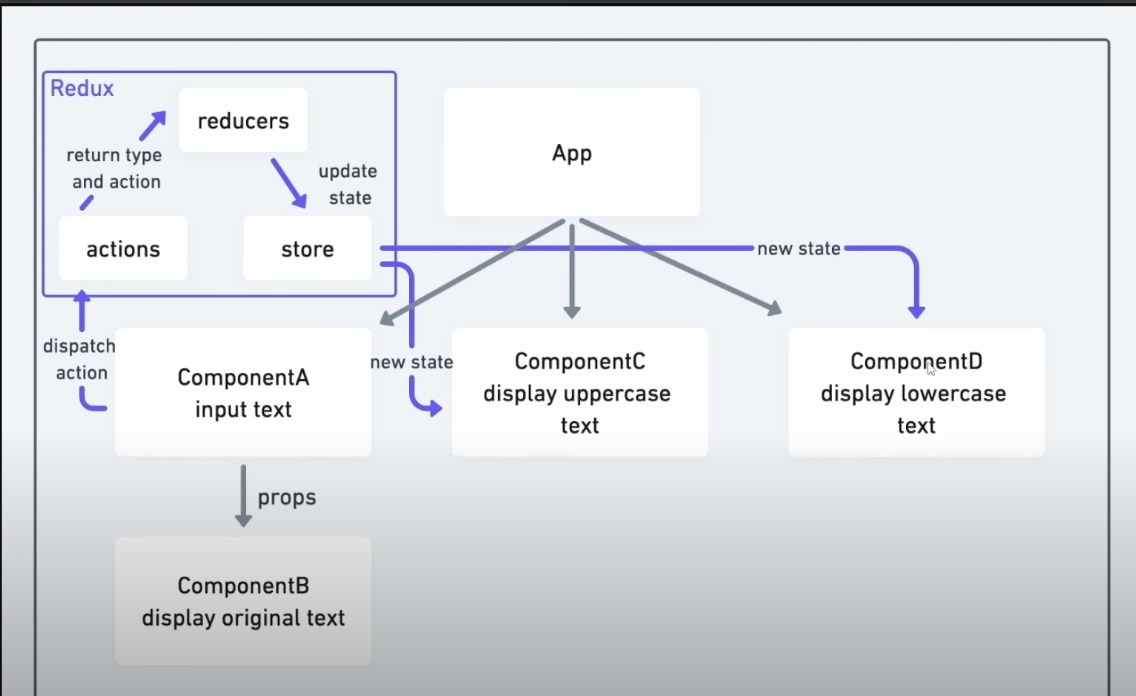 Redux
reducers
App
return type
and action
update
state
actions
store
new state
dispatch
action
ComponentA
input text
new state
ComponentC
display uppercase
text
ComponentD
display lowercase
text
props
ComponentB
display original text